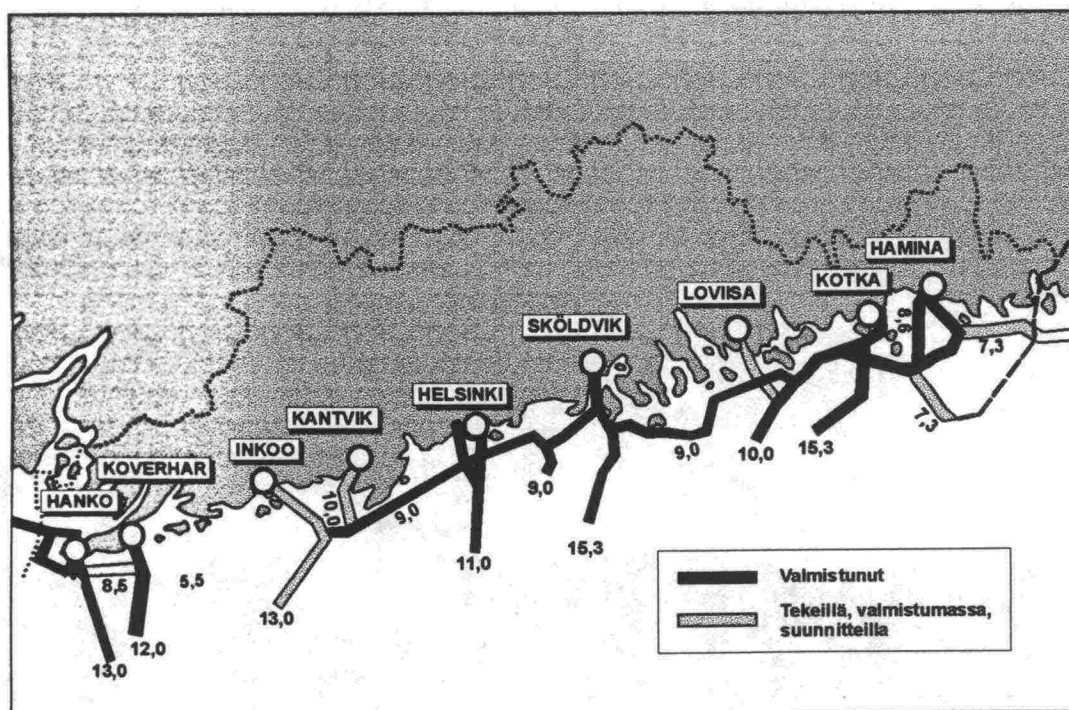 HAMINA
KOTKA
LOVIISA
SKÖLDVIK
HELSINKI
KANTVIK
INKOO
KOVERHAR
HANKO
8,6
7,3
7,3
15,3
10,0
9,0
15,3
9,0
11,0
9,0
10,0
13,0
5,5
8,5
12,0
13,0
Valmistunut
Tekeillä, valmistumassa,
suunnitteilla